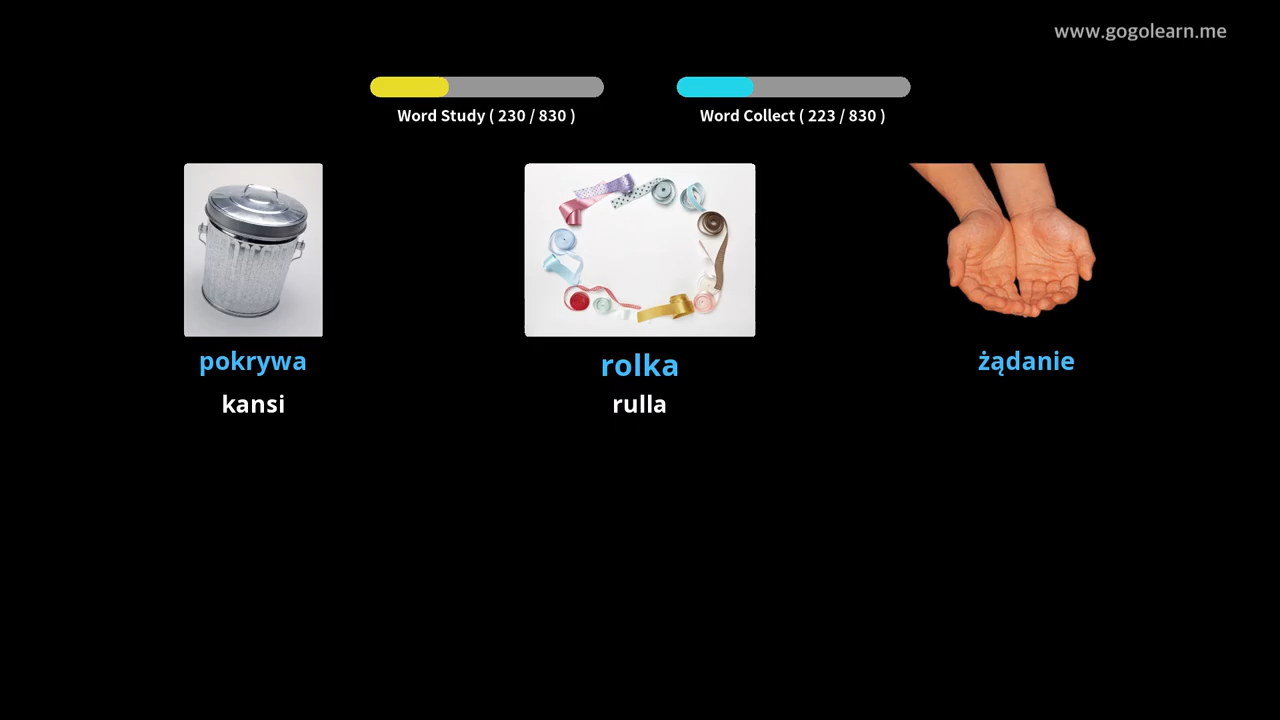 www.gogolearn.me
Word Study ( 230 / 830 )
Word Collect ( 223 / 830 )
pokrywa
rolka
żądanie
kansi
rulla